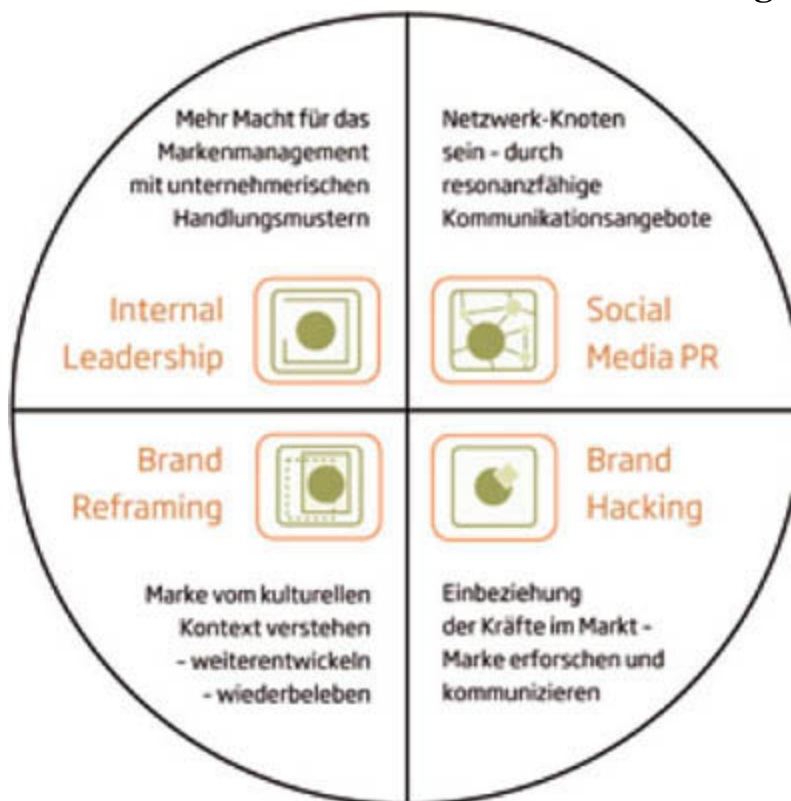 Mehr Macht für das
Markenmanagement
mit unternehmerischen
Handlungsmustern
Internal
Leadership
Netzwerk-Knoten
sein - durch
resonanzfähige
Kommunikationsangebote
Social
Media PR
Brand
Reframing
Marke vom kulturellen
Kontext verstehen
- weiterentwickeln
- wiederbeleben
Brand
Hacking
Einbeziehung
der Kräfte im Markt -
Marke erforschen und
kommunizieren